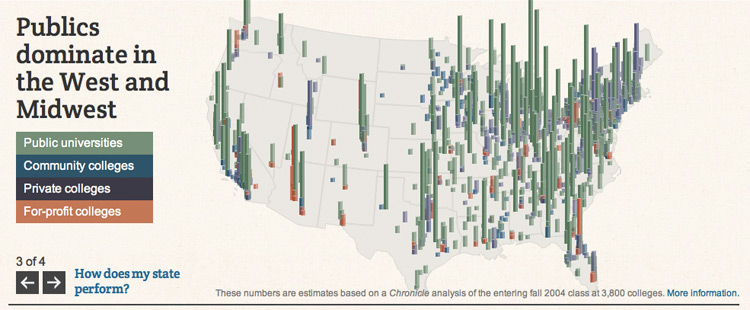 Publics
dominate in
the West and
Midwest
Public universities
Community colleges
Private colleges
For-profit colleges
3 of 4
How does my state
perform?
These numbers are estimates based on a Chronicle analysis of the entering fall 2004 class at 3,800 colleges. More information.